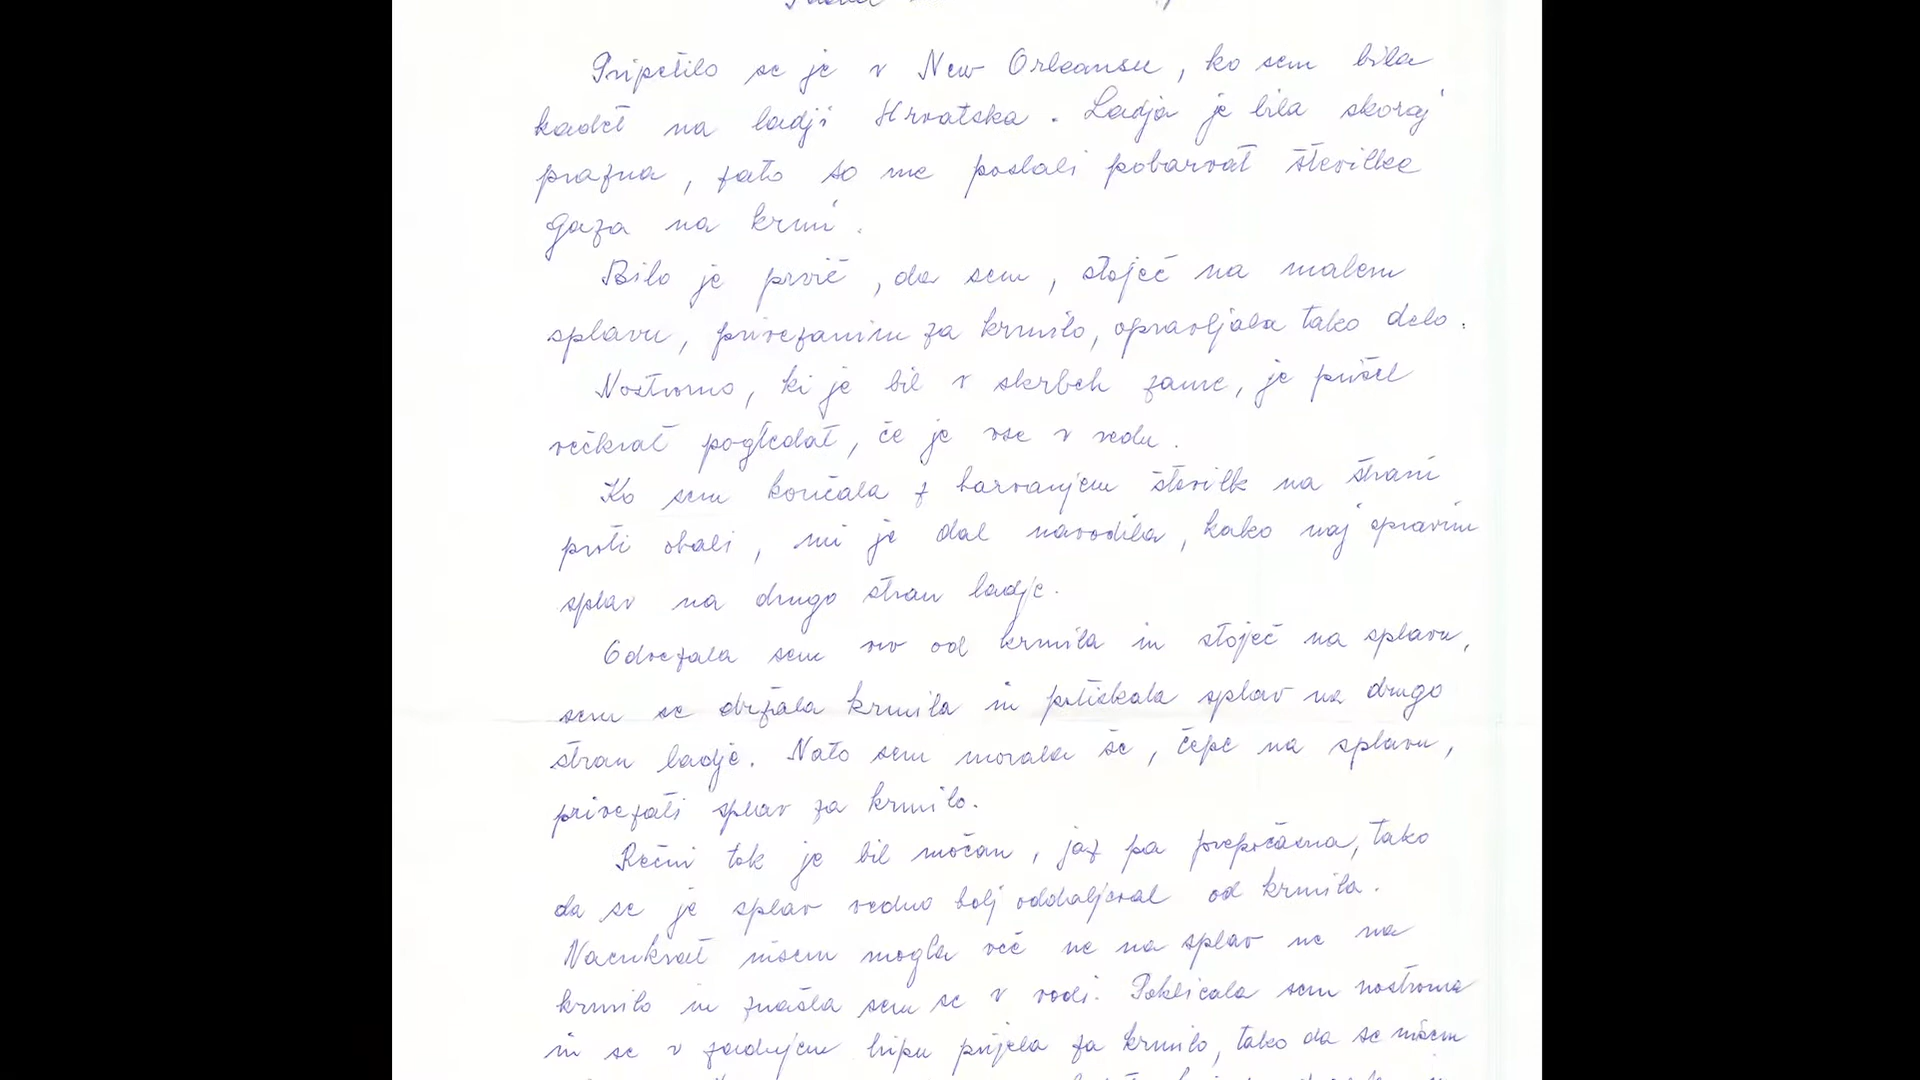 Pripetilo se je v New Orleansu, ko sem bila
kadet na ladji Hrvatska. Ladja je bila skoraj
prazna, zato so me poslali pobarvat številke
gaza na krmi.
Bilo je prvič, da sem, stoječ na malem
splavu, privezanim za krmilo, opravljala tako delo.
Nostromo, ki je bil v skrbeh zame, je prišel
večkrat pogledat, če je vse v redu.
Ko sem končala z barvanjem številk na strani
proti obali, mi je dal navodila, kako naj spravim
splav na drugo stran ladje.
Odvezala sem vrv od krmila in stoječ na splavu,
sem se držala krmila in potiskala splav na drugo
stran ladje. Nato sem morala še, čepe na splavu,
privezati splav za krmilo.
Rečni tok je bil močan, jaz pa prepočasna, tako
da se je splav vedno bolj oddaljeval od krmila.
Naenkrat nisem mogla več ne na splav ne na
krmilo in znašla sem se v vodi. Poklicala sem nostroma
in se v zadnjem hipu prijela za krmilo, tako da se nisem